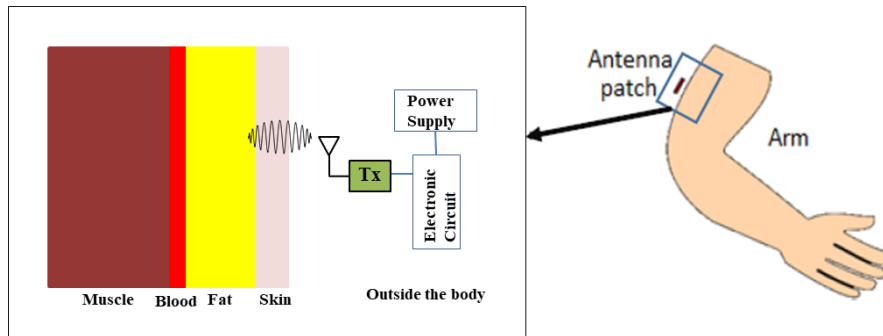 Power
Supply
Tx
Electronic
Circuit
Muscle
Blood
Fat
Skin
Outside the body
Antenna
patch
Arm